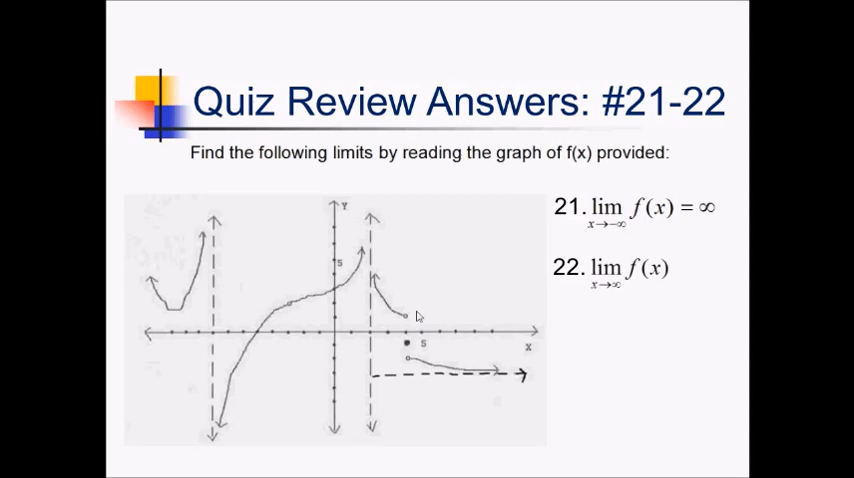 Quiz Review Answers: #21-22
Find the following limits by reading the graph of f(x) provided:
Y
5
5
X
21. lim f(x) = ∞
x→-∞
22. lim f(x)
x→∞